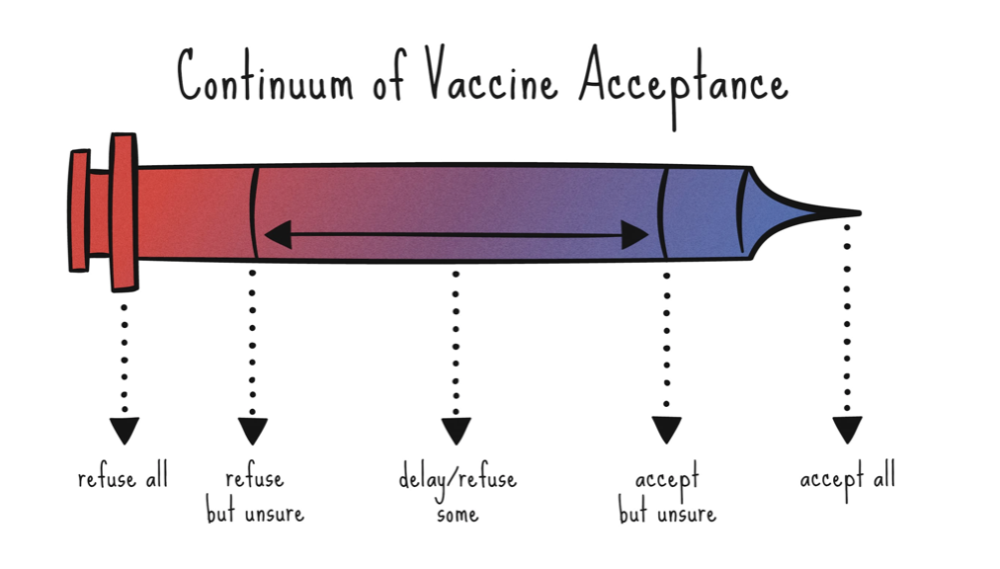 Continuum of Vaccine Acceptance
refuse all
refuse
but unsure
delay/refuse
some
accept
but unsure
accept all